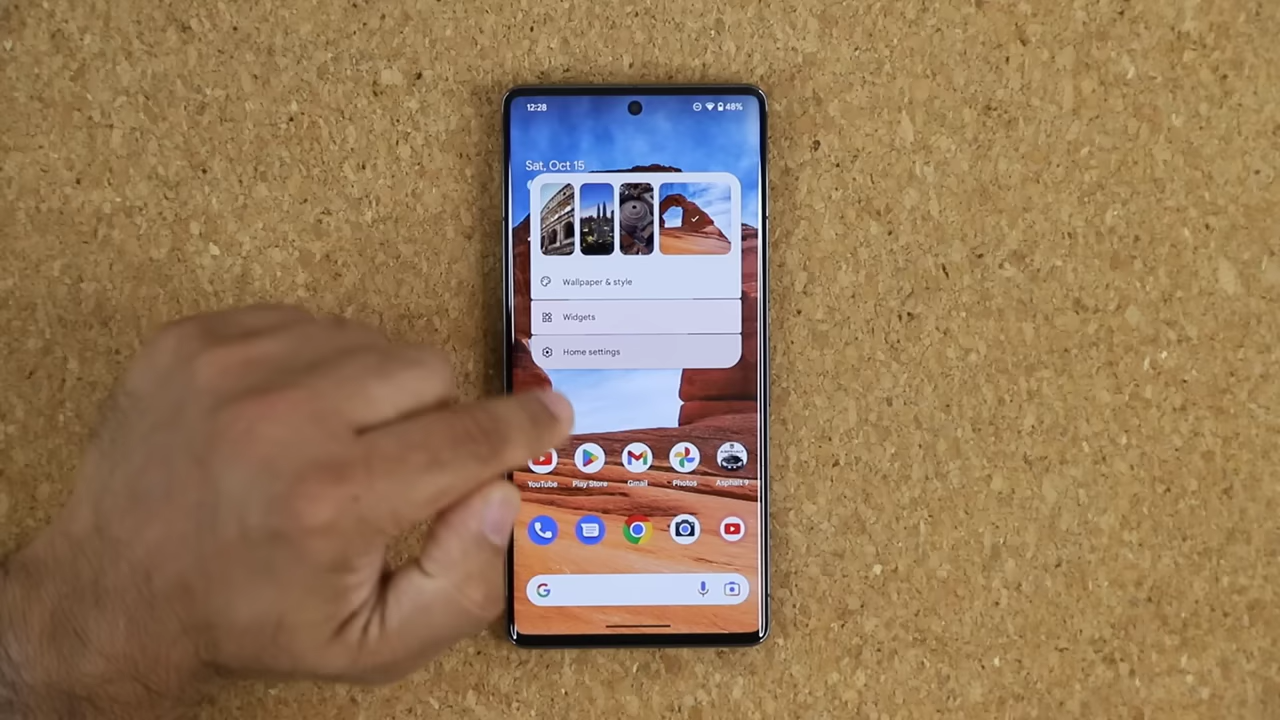 12:28
48%
Sat, Oct 15
Wallpaper & style
Widgets
Home settings
YouTube
Play Store
Gmail
Photos
Asphalt 9
G